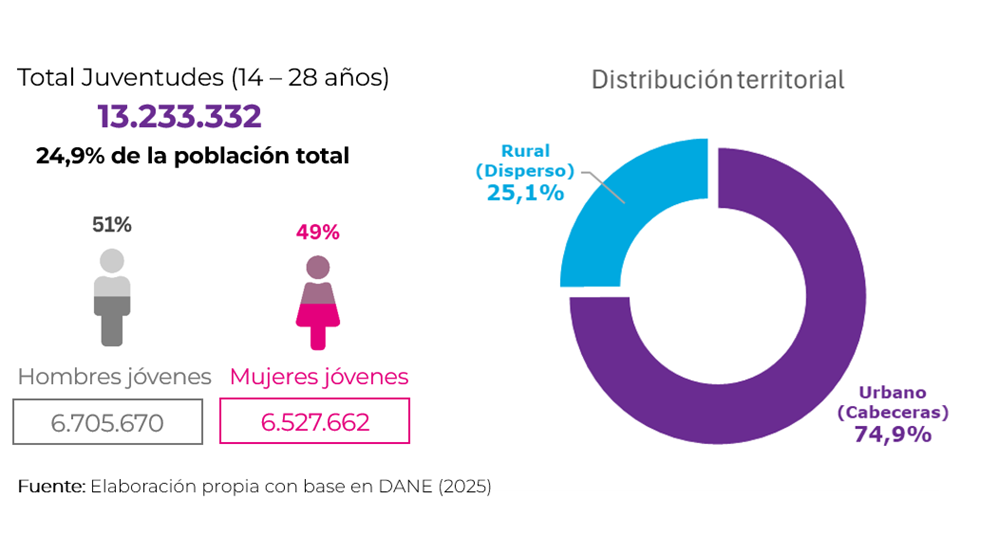 Total Juventudes (14 – 28 años)
13.233.332
24,9% de la población total
51%
49%
Hombres jóvenes
Mujeres jóvenes
6.705.670
6.527.662
Distribución territorial
Rural
(Disperso)
25,1%
Urbano
(Cabeceras)
74,9%
Fuente: Elaboración propia con base en DANE (2025)